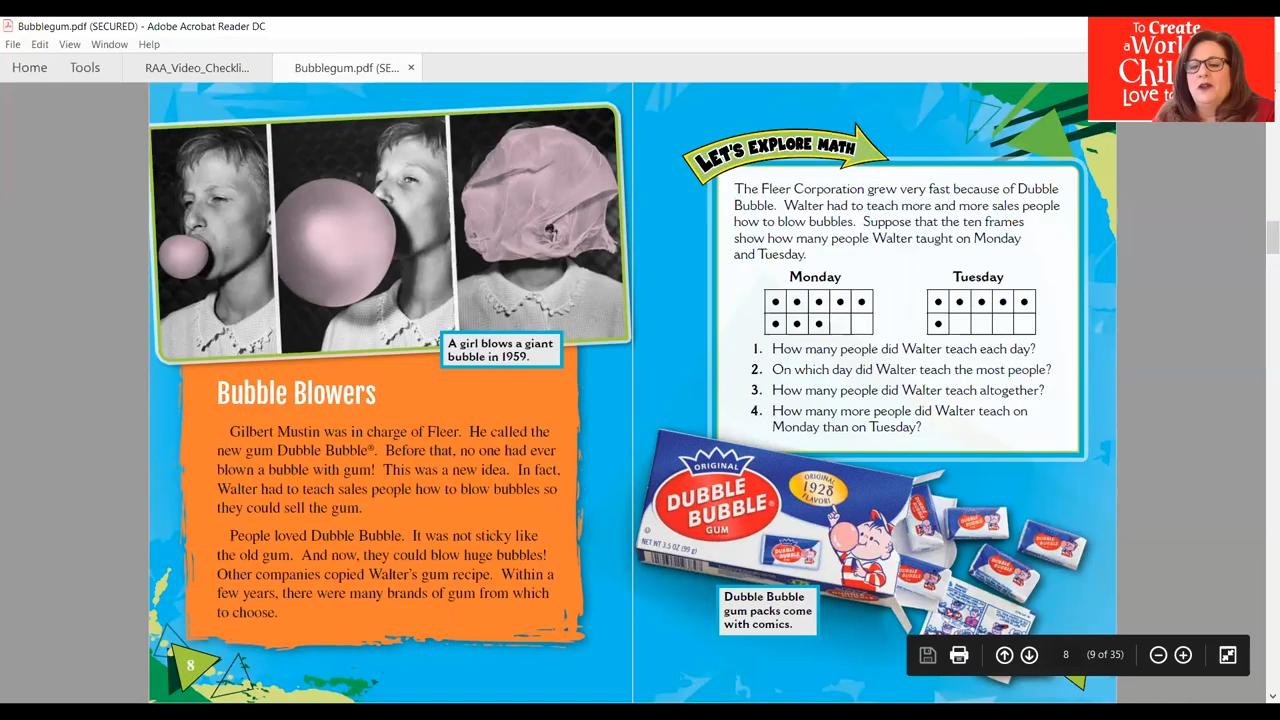 Bubblegum.pdf (SECURED) - Adobe Acrobat Reader DC
File Edit View Window Help
Home Tools RAA_Video_Checkli... Bubblegum.pdf (SE... ×
To Create
a World
Children
Love to
A girl blows a giant
bubble in 1959.
Bubble Blowers
Gilbert Mustin was in charge of Fleer. He called the
new gum Dubble Bubble®. Before that, no one had ever
blown a bubble with gum! This was a new idea. In fact,
Walter had to teach sales people how to blow bubbles so
they could sell the gum.
People loved Dubble Bubble. It was not sticky like
the old gum. And now, they could blow huge bubbles!
Other companies copied Walter's gum recipe. Within a
few years, there were many brands of gum from which
to choose.
8
LET'S EXPLORE MATH
The Fleer Corporation grew very fast because of Dubble
Bubble. Walter had to teach more and more sales people
how to blow bubbles. Suppose that the ten frames
show how many people Walter taught on Monday
and Tuesday.
Monday Tuesday
1. How many people did Walter teach each day?
2. On which day did Walter teach the most people?
3. How many people did Walter teach altogether?
4. How many more people did Walter teach on
Monday than on Tuesday?
ORIGINAL
DUBBLE
BUBBLE
GUM
NET WT 3.5 OZ (99 g)
ORIGINAL
1928
FLAVOR!
DUBBLE
BUBBLE
Dubble Bubble
gum packs come
with comics.
8 (9 of 35)